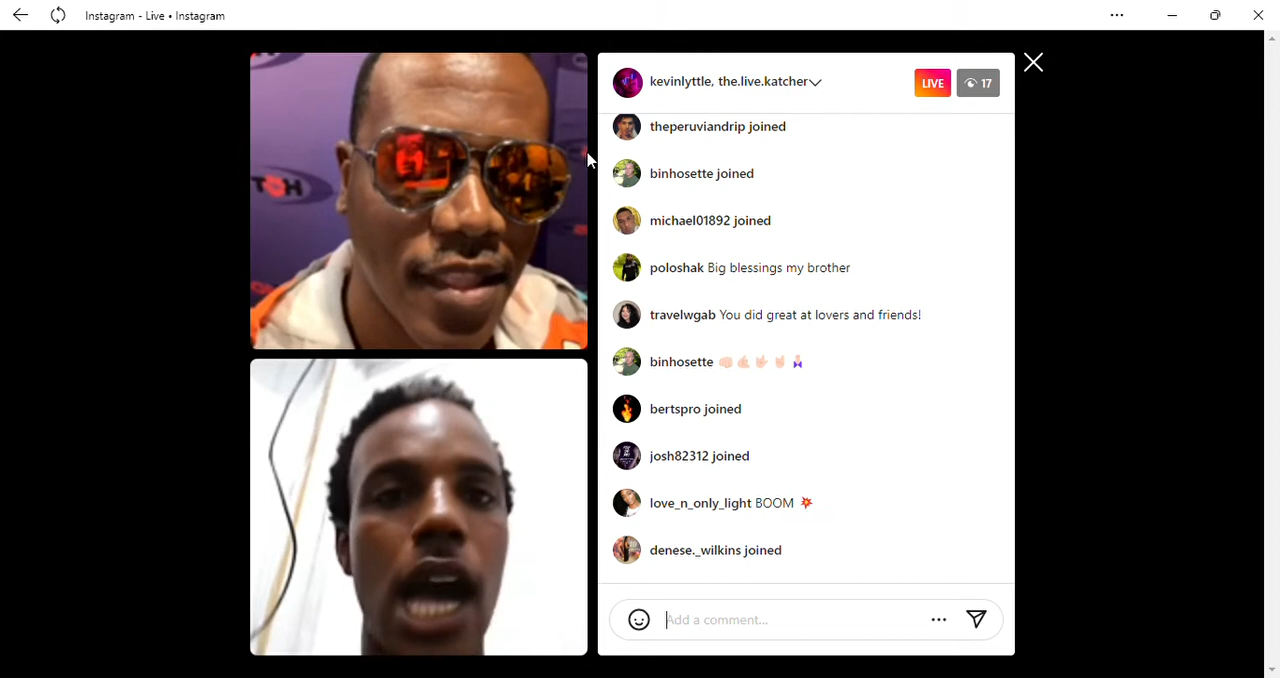 Instagram - Live • Instagram
TGH
kevinlyttle, the.live.katcher
LIVE
17
theperuviandrip joined
binhosette joined
michael01892 joined
poloshak Big blessings my brother
travelwgab You did great at lovers and friends!
binhosette
bertspro joined
josh82312 joined
love_n_only_light BOOM
denese._wilkins joined
Add a comment...